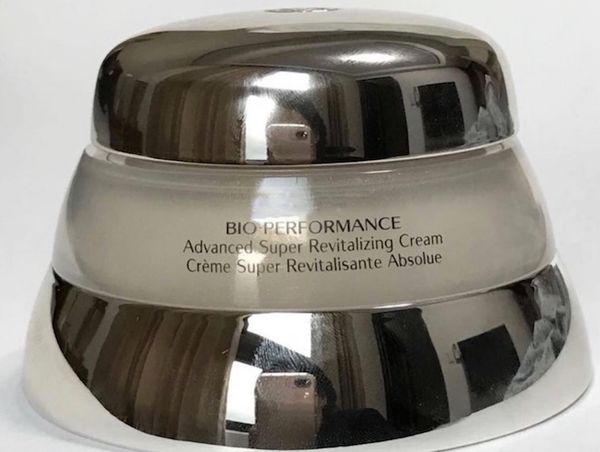 BIO-PERFORMANCE
Advanced Super Revitalizing Cream
Crème Super Revitalisante Absolue